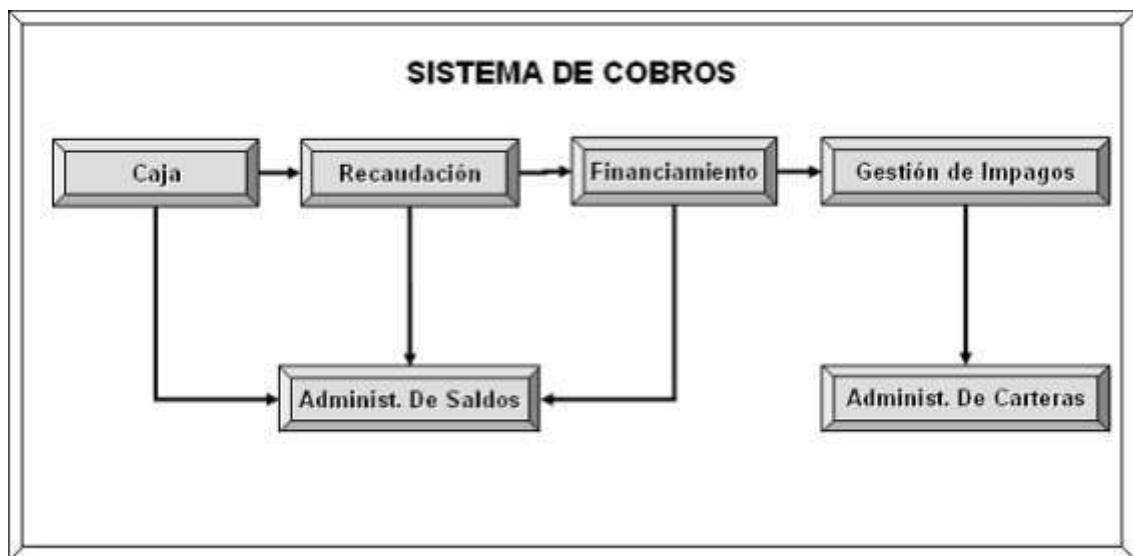 SISTEMA DE COBROS
Caja
Recaudación
Financiamiento
Gestión de Impagos
Administ. De Saldos
Administ. De Carteras